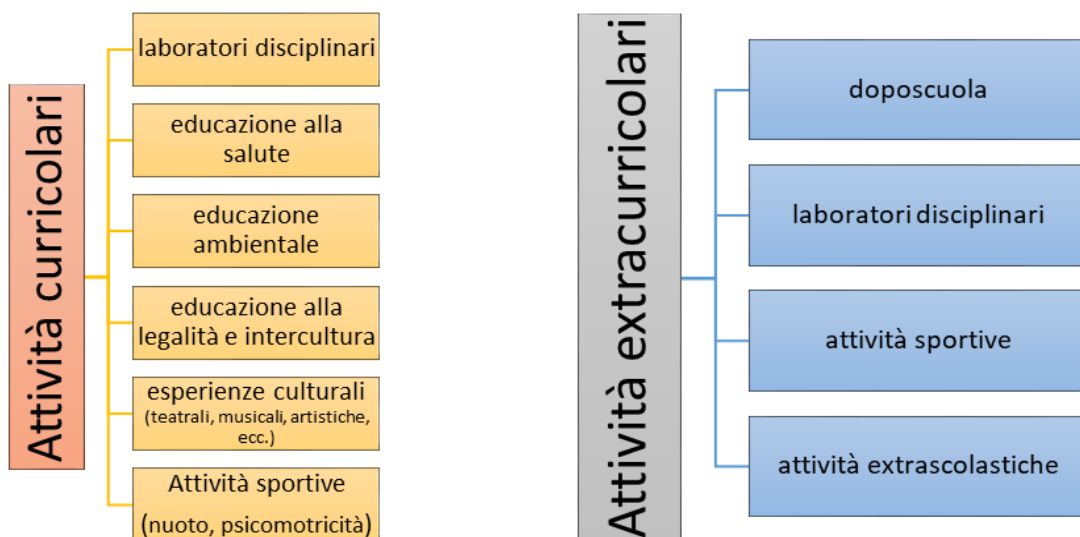 Attività curricolari
laboratori disciplinari
educazione alla
salute
educazione
ambientale
educazione alla
legalità e intercultura
esperienze culturali
(teatrali, musicali, artistiche,
ecc.)
Attività sportive
(nuoto, psicomotricità)
Attività extracurricolari
doposcuola
laboratori disciplinari
attività sportive
attività extrascolastiche